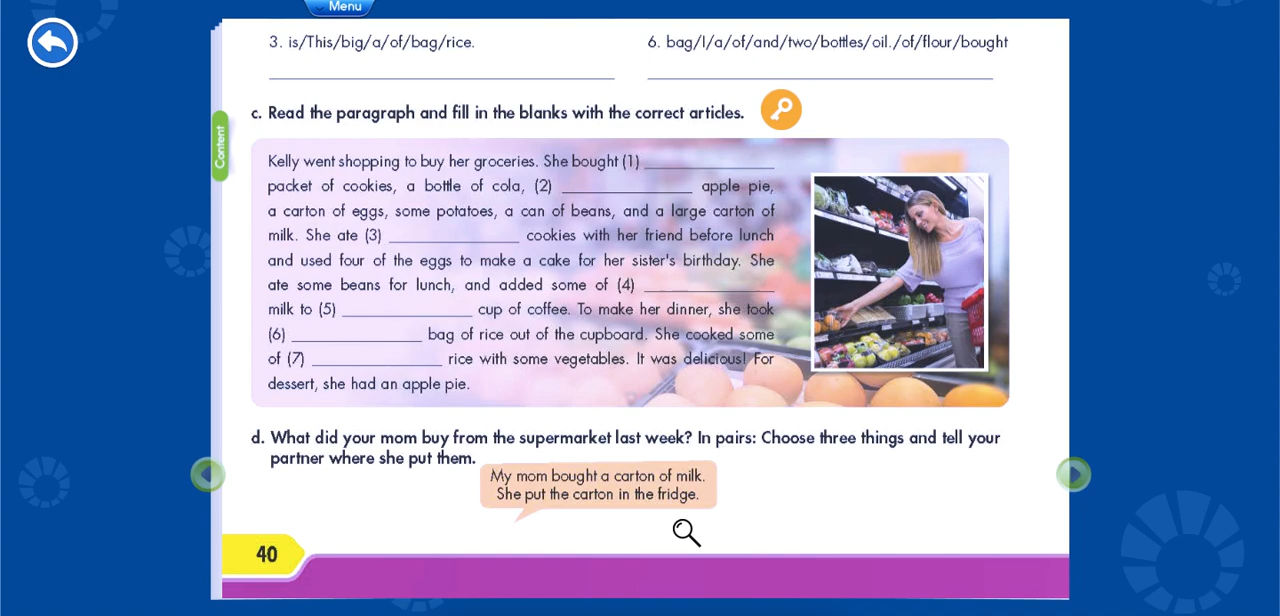 Menu
3. is/This/big/a/of/bag/rice.
6. bag/I/a/of/and/two/bottles/oil./of/flour/bought
Content
c. Read the paragraph and fill in the blanks with the correct articles.
Kelly went shopping to buy her groceries. She bought (1) _______________
packet of cookies, a bottle of cola, (2) _______________ apple pie,
a carton of eggs, some potatoes, a can of beans, and a large carton of
milk. She ate (3) _______________ cookies with her friend before lunch
and used four of the eggs to make a cake for her sister's birthday. She
ate some beans for lunch, and added some of (4) _______________
milk to (5) _______________ cup of coffee. To make her dinner, she took
(6) _______________ bag of rice out of the cupboard. She cooked some
of (7) _______________ rice with some vegetables. It was delicious! For
dessert, she had an apple pie.
d. What did your mom buy from the supermarket last week? In pairs: Choose three things and tell your
partner where she put them.
My mom bought a carton of milk.
She put the carton in the fridge.
40